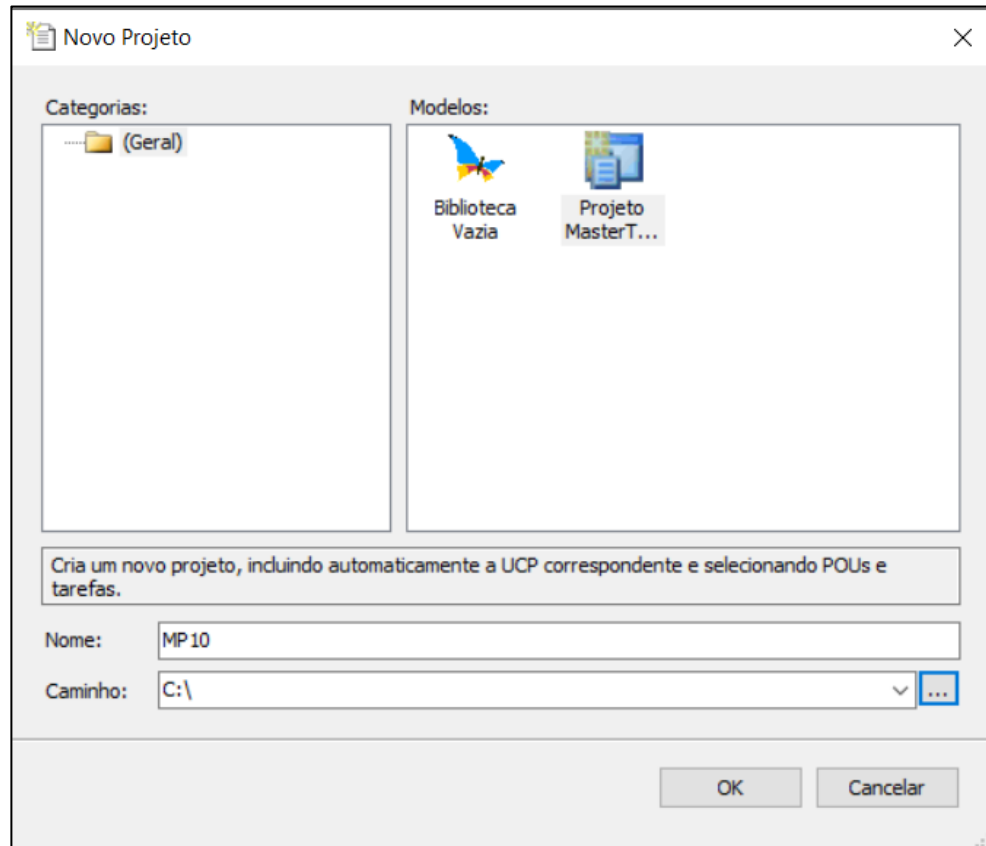 Novo Projeto
Categorias:
Modelos:
(Geral)
Biblioteca
Vazia
Projeto
MasterT...
Cria um novo projeto, incluindo automaticamente a UCP correspondente e selecionando POUs e
tarefas.
Nome:
MP10
Caminho:
C:\
...
OK
Cancelar